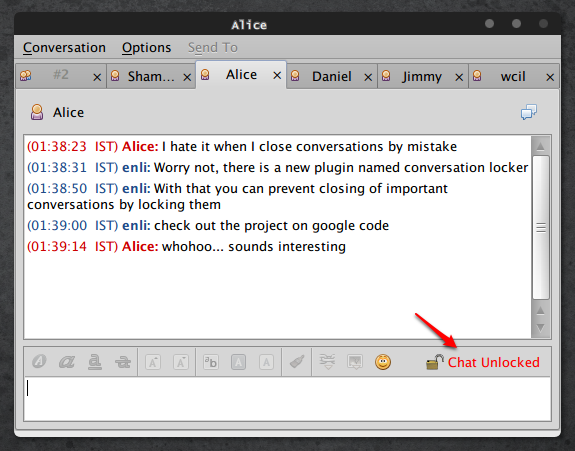 Alice
Conversation Options Send To
#2 Sham... Alice Daniel Jimmy wcil
Alice
(01:38:23 IST) Alice: I hate it when I close conversations by mistake
(01:38:31 IST) enli: Worry not, there is a new plugin named conversation locker
(01:38:50 IST) enli: With that you can prevent closing of important
conversations by locking them
(01:39:00 IST) enli: check out the project on google code
(01:39:14 IST) Alice: whohoo... sounds interesting
Chat Unlocked